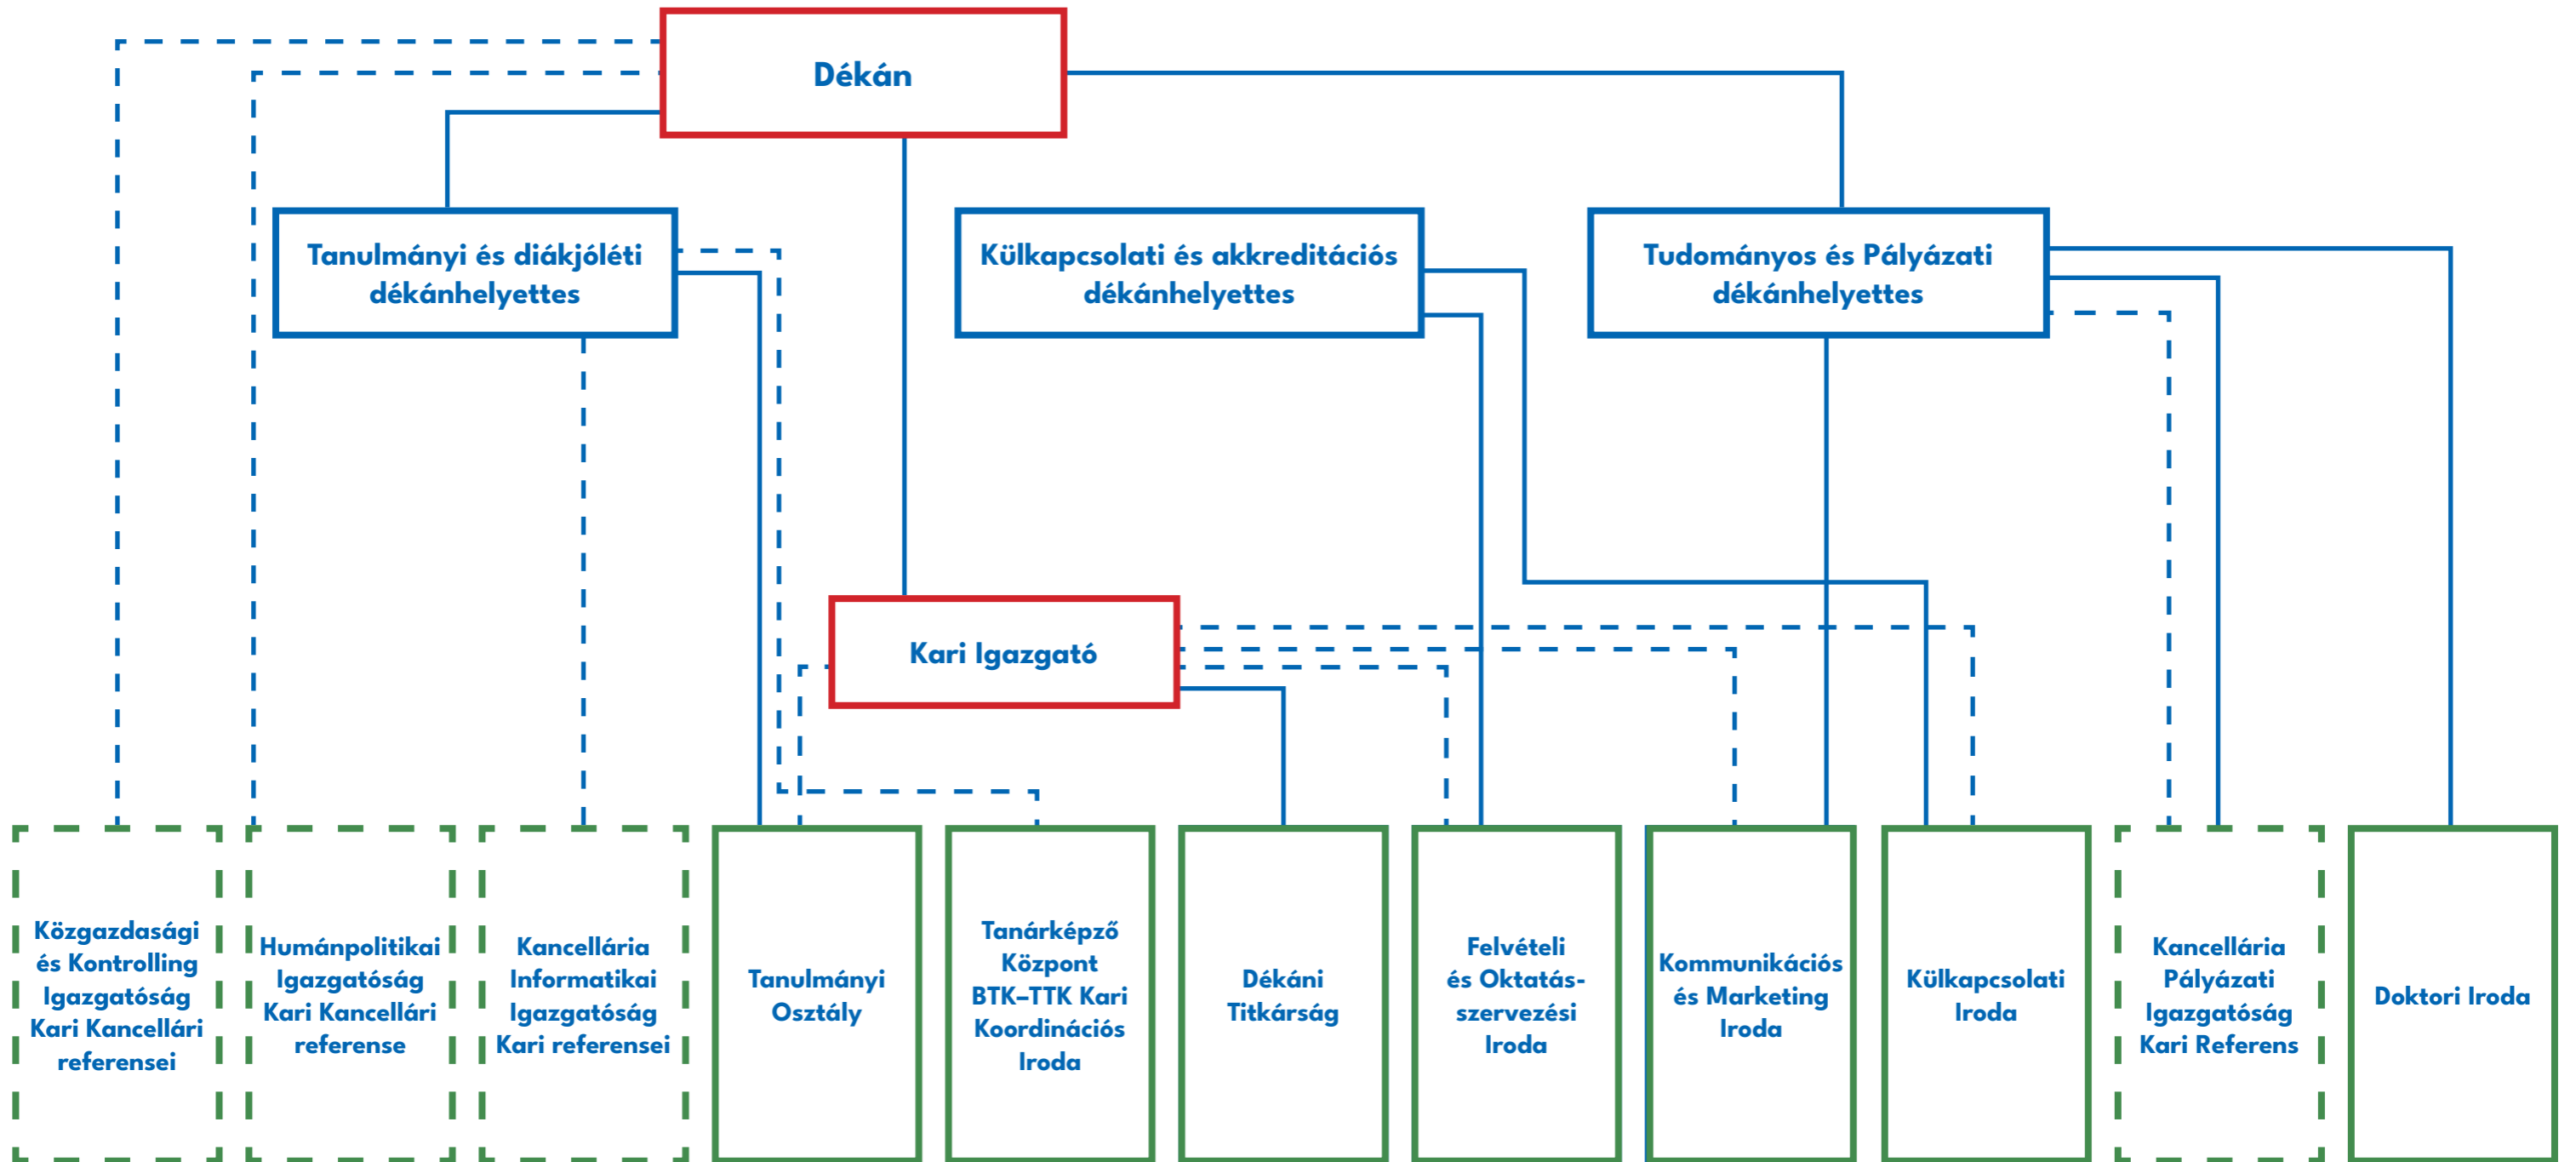 Dékán
Tanulmányi és diákjóléti
dékánhelyettes
Külkapcsolati és akkreditációs
dékánhelyettes
Tudományos és Pályázati
dékánhelyettes
Kari Igazgató
Közgazdasági
és Kontrolling
Igazgatóság
Kari Kancellári
referensei
Humánpolitikai
Igazgatóság
Kari Kancellári
referense
Kancellária
Informatikai
Igazgatóság
Kari referensei
Tanulmányi
Osztály
Tanárképző
Központ
BTK–TTK Kari
Koordinációs
Iroda
Dékáni
Titkárság
Felvételi
és Oktatás-
szervezési
Iroda
Kommunikációs
és Marketing
Iroda
Külkapcsolati
Iroda
Kancellária
Pályázati
Igazgatóság
Kari Referens
Doktori Iroda